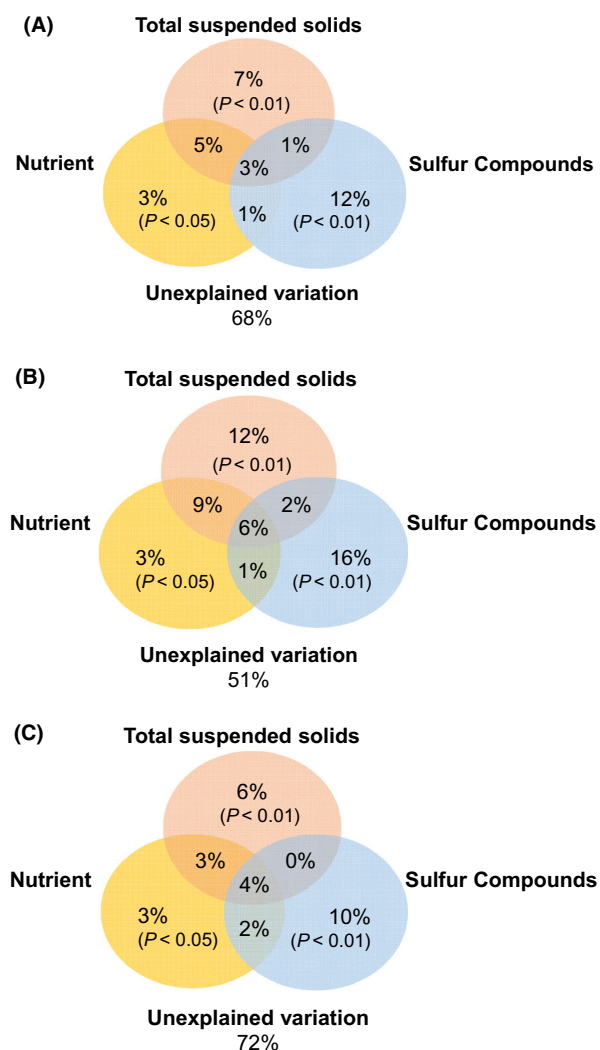 (A)
Total suspended solids
7%
(P < 0.01)
Nutrient
5%
1%
Sulfur Compounds
3%
3%
(P < 0.05)
1%
12%
(P < 0.01)
Unexplained variation
68%
(B)
Total suspended solids
12%
(P < 0.01)
Nutrient
9%
2%
Sulfur Compounds
6%
3%
(P < 0.05)
1%
16%
(P < 0.01)
Unexplained variation
51%
(C)
Total suspended solids
6%
(P < 0.01)
Nutrient
3%
0%
Sulfur Compounds
4%
3%
(P < 0.05)
2%
10%
(P < 0.01)
Unexplained variation
72%